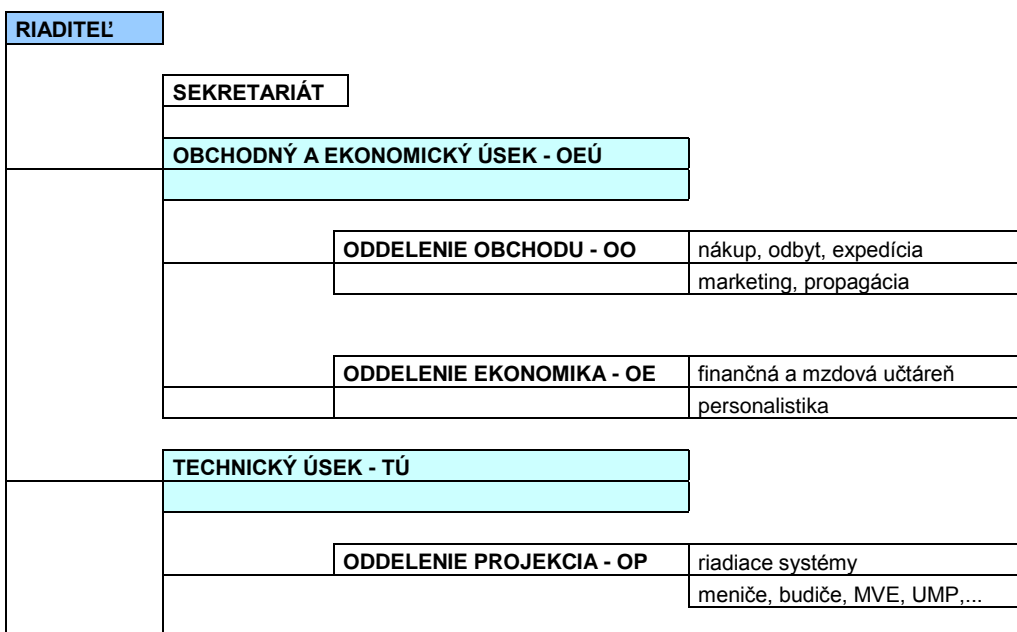 RIADITEĽ
SEKRETARIÁT
OBCHODNÝ A EKONOMICKÝ ÚSEK - OEÚ
ODDELENIE OBCHODU - OO
nákup, odbyt, expedícia
marketing, propagácia
ODDELENIE EKONOMIKA - OE
finančná a mzdová učtáreň
personalistika
TECHNICKÝ ÚSEK - TÚ
ODDELENIE PROJEKCIA - OP
riadiace systémy
meniče, budiče, MVE, UMP,...